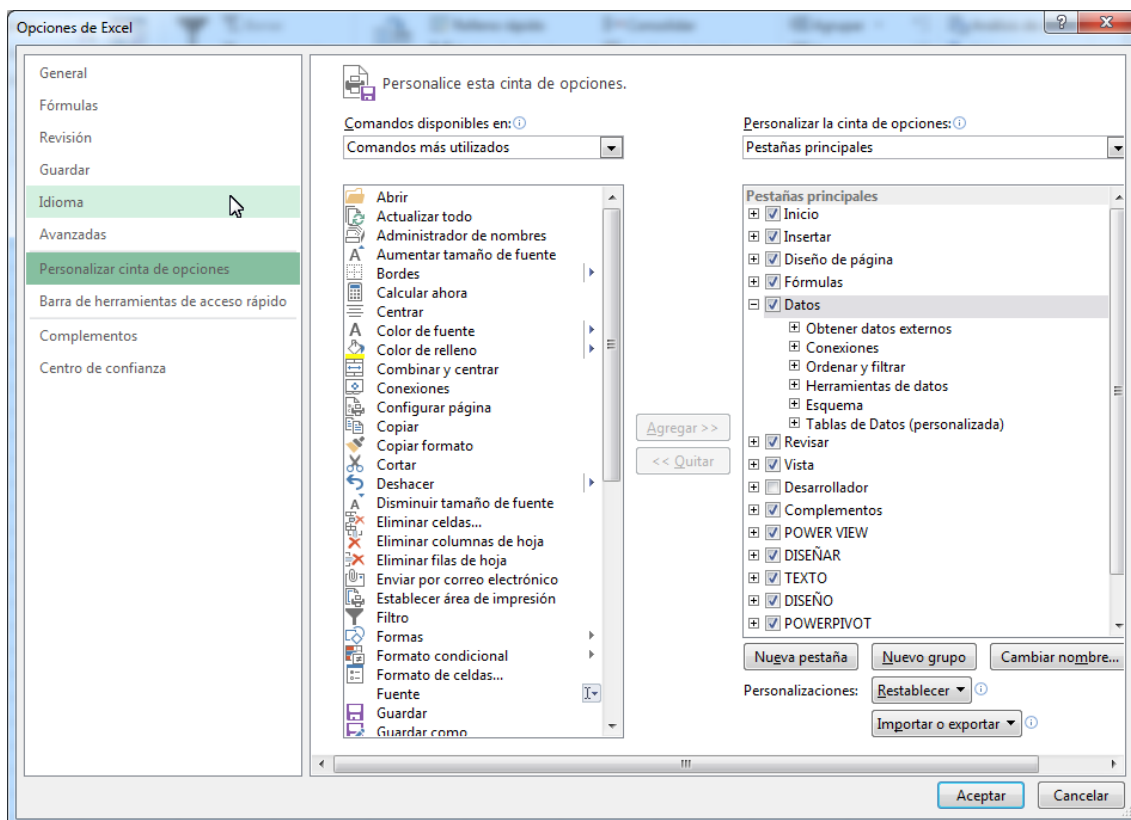 Opciones de Excel
General
Fórmulas
Revisión
Guardar
Idioma
Avanzadas
Personalizar cinta de opciones
Barra de herramientas de acceso rápido
Complementos
Centro de confianza
Personalice esta cinta de opciones.
Comandos disponibles en:
Comandos más utilizados
Abrir
Actualizar todo
Administrador de nombres
Aumentar tamaño de fuente
Bordes
Calcular ahora
Centrar
Color de fuente
Color de relleno
Combinar y centrar
Conexiones
Configurar página
Copiar
Copiar formato
Cortar
Deshacer
Disminuir tamaño de fuente
Eliminar celdas...
Eliminar columnas de hoja
Eliminar filas de hoja
Enviar por correo electrónico
Establecer área de impresión
Filtro
Formas
Formato condicional
Formato de celdas...
Fuente
Guardar
Guardar como
Agregar >>
<< Quitar
Personalizar la cinta de opciones:
Pestañas principales
Pestañas principales
Inicio
Insertar
Diseño de página
Fórmulas
Datos
Obtener datos externos
Conexiones
Ordenar y filtrar
Herramientas de datos
Esquema
Tablas de Datos (personalizada)
Revisar
Vista
Desarrollador
Complementos
POWER VIEW
DISEÑAR
TEXTO
DISEÑO
POWERPIVOT
Nueva pestaña Nuevo grupo Cambiar nombre...
Personalizaciones: Restablecer
Importar o exportar
Aceptar Cancelar